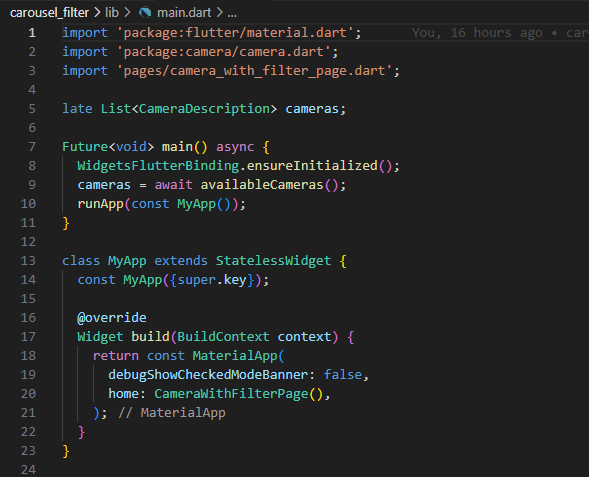 carousel_filter > lib > main.dart > ...
1 import 'package:flutter/material.dart'; You, 16 hours ago • car
2 import 'package:camera/camera.dart';
3 import 'pages/camera_with_filter_page.dart';
4
5 late List<CameraDescription> cameras;
6
7 Future<void> main() async {
8 WidgetsFlutterBinding.ensureInitialized();
9 cameras = await availableCameras();
10 runApp(const MyApp());
11 }
12
13 class MyApp extends StatelessWidget {
14 const MyApp({super.key});
15
16 @override
17 Widget build(BuildContext context) {
18 return const MaterialApp(
19 debugShowCheckedModeBanner: false,
20 home: CameraWithFilterPage(),
21 ); // MaterialApp
22 }
23 }
24